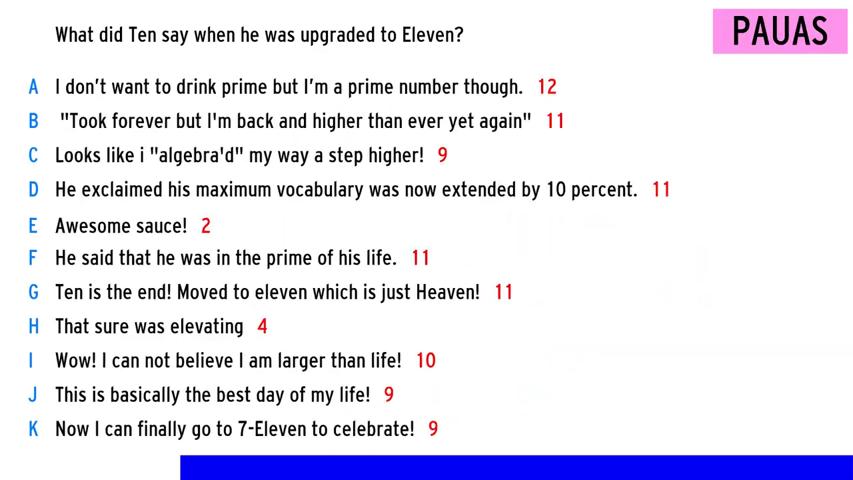 What did Ten say when he was upgraded to Eleven?
PAUAS
A I don't want to drink prime but I'm a prime number though. 12
B "Took forever but I'm back and higher than ever yet again" 11
C Looks like i "algebra'd" my way a step higher! 9
D He exclaimed his maximum vocabulary was now extended by 10 percent. 11
E Awesome sauce! 2
F He said that he was in the prime of his life. 11
G Ten is the end! Moved to eleven which is just Heaven! 11
H That sure was elevating 4
I Wow! I can not believe I am larger than life! 10
J This is basically the best day of my life! 9
K Now I can finally go to 7-Eleven to celebrate! 9